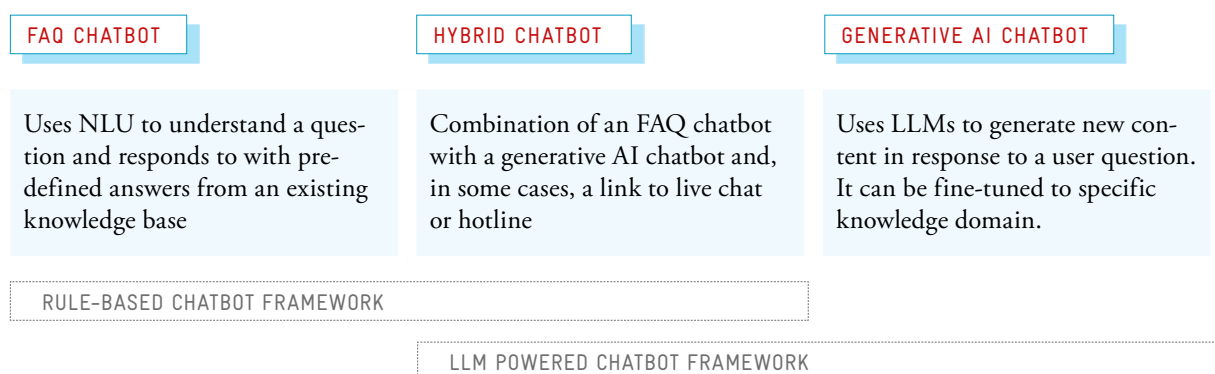 FAQ CHATBOT
Uses NLU to understand a ques-
tion and responds to with pre-
defined answers from an existing
knowledge base
HYBRID CHATBOT
Combination of an FAQ chatbot
with a generative AI chatbot and,
in some cases, a link to live chat
or hotline
GENERATIVE AI CHATBOT
Uses LLMs to generate new con-
tent in response to a user question.
It can be fine-tuned to specific
knowledge domain.
RULE-BASED CHATBOT FRAMEWORK
LLM POWERED CHATBOT FRAMEWORK